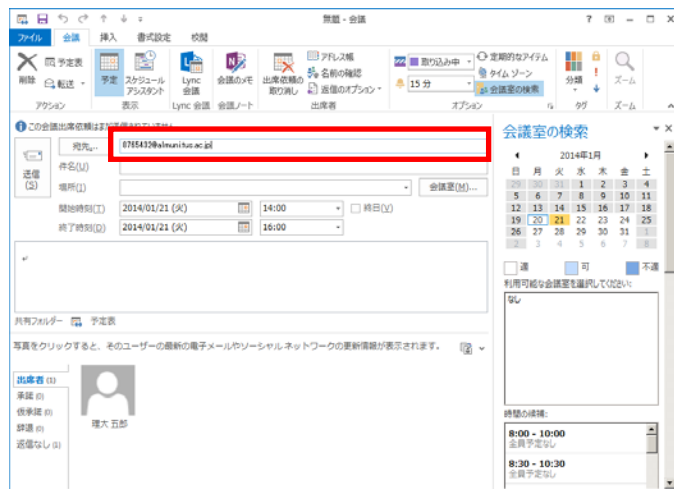 無題 - 会議
ファイル 会議 挿入 書式設定 校閲
削除
予定表
転送
アクション
予定
スケジュール
アシスタント
表示
Lync
会議
Lync 会議
会議のメモ
会議ノート
出席依頼の
取り消し
アドレス帳
名前の確認
返信のオプション
出席者
取り込み中
15 分
定期的なアイテム
タイム ゾーン
会議室の検索
オプション
分類
タグ
ズーム
ズーム
この会議出席依頼はまだ送信されていません。
送信
(S)
宛先...
0765432@alumni.tus.ac.jp
件名(U)
場所(I)
会議室(M)...
開始時刻(T) 2014/01/21 (火) 14:00 終日(V)
終了時刻(D) 2014/01/21 (火) 16:00
共有フォルダー 予定表
写真をクリックすると、そのユーザーの最新の電子メールやソーシャル ネットワークの更新情報が表示されます。
出席者 (1)
承諾 (0)
仮承諾 (0)
辞退 (0)
返信なし (1)
理大 五郎
会議室の検索
2014年1月
日 月 火 水 木 金 土
29 30 31 1 2 3 4
5 6 7 8 9 10 11
12 13 14 15 16 17 18
19 20 21 22 23 24 25
26 27 28 29 30 31 1
2 3 4 5 6 7 8
適 可 不適
利用可能な会議室を選択してください:
なし
時間の候補:
8:00 - 10:00
全員予定なし
8:30 - 10:30
全員予定なし